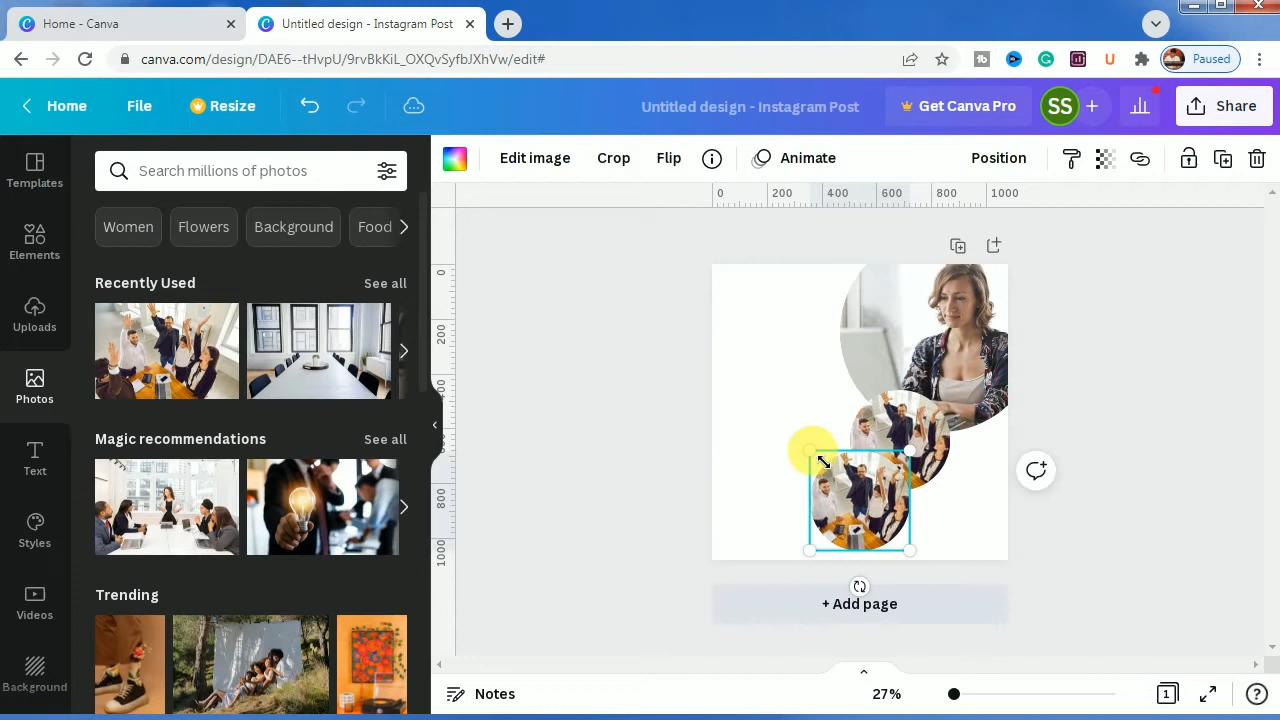 Home - Canva
Untitled design - Instagram Post
canva.com/design/DAE6--tHvpU/9rvBkKiL_OXQvSyfbJXhVw/edit#
Paused
Home
File
Resize
Untitled design - Instagram Post
Get Canva Pro
SS
Share
Templates
Elements
Uploads
Photos
Text
Styles
Videos
Background
Search millions of photos
Women
Flowers
Background
Food
Recently Used
See all
Magic recommendations
See all
Trending
Edit image
Crop
Flip
Animate
Position
0
200
400
600
800
1000
0
200
800
1000
+ Add page
Notes
27%
1